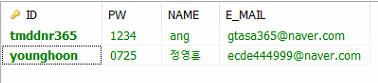 ID PW NAME E_MAIL
tmddnr365 1234 ang gtasa365@naver.com
younghoon 0725 정영훈 ecde444999@naver.com